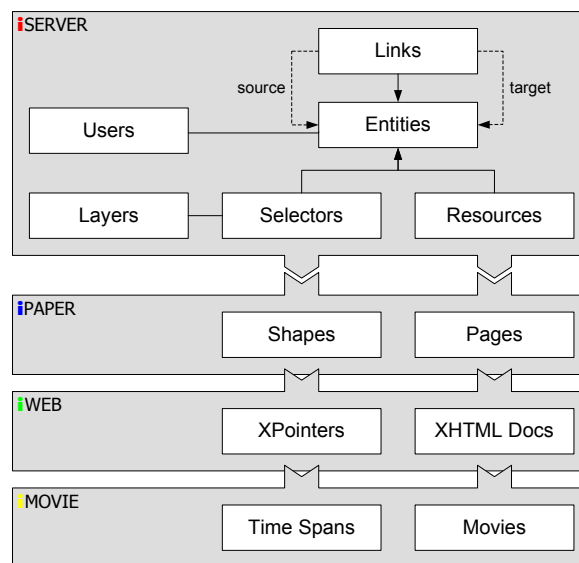 iSERVER
Links
source
target
Entities
Users
Layers
Selectors
Resources
iPAPER
Shapes
Pages
iWEB
XPointers
XHTML Docs
iMOVIE
Time Spans
Movies